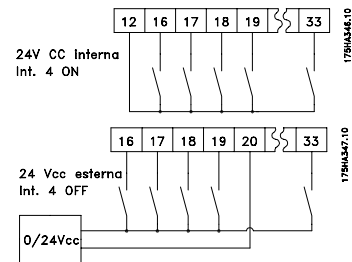 12 16 17 18 19 33
24V CC interna
Int. 4 ON
175HA346.10
16 17 18 19 20 33
24 Vcc esterna
Int. 4 OFF
0/24Vcc
175HA347.10